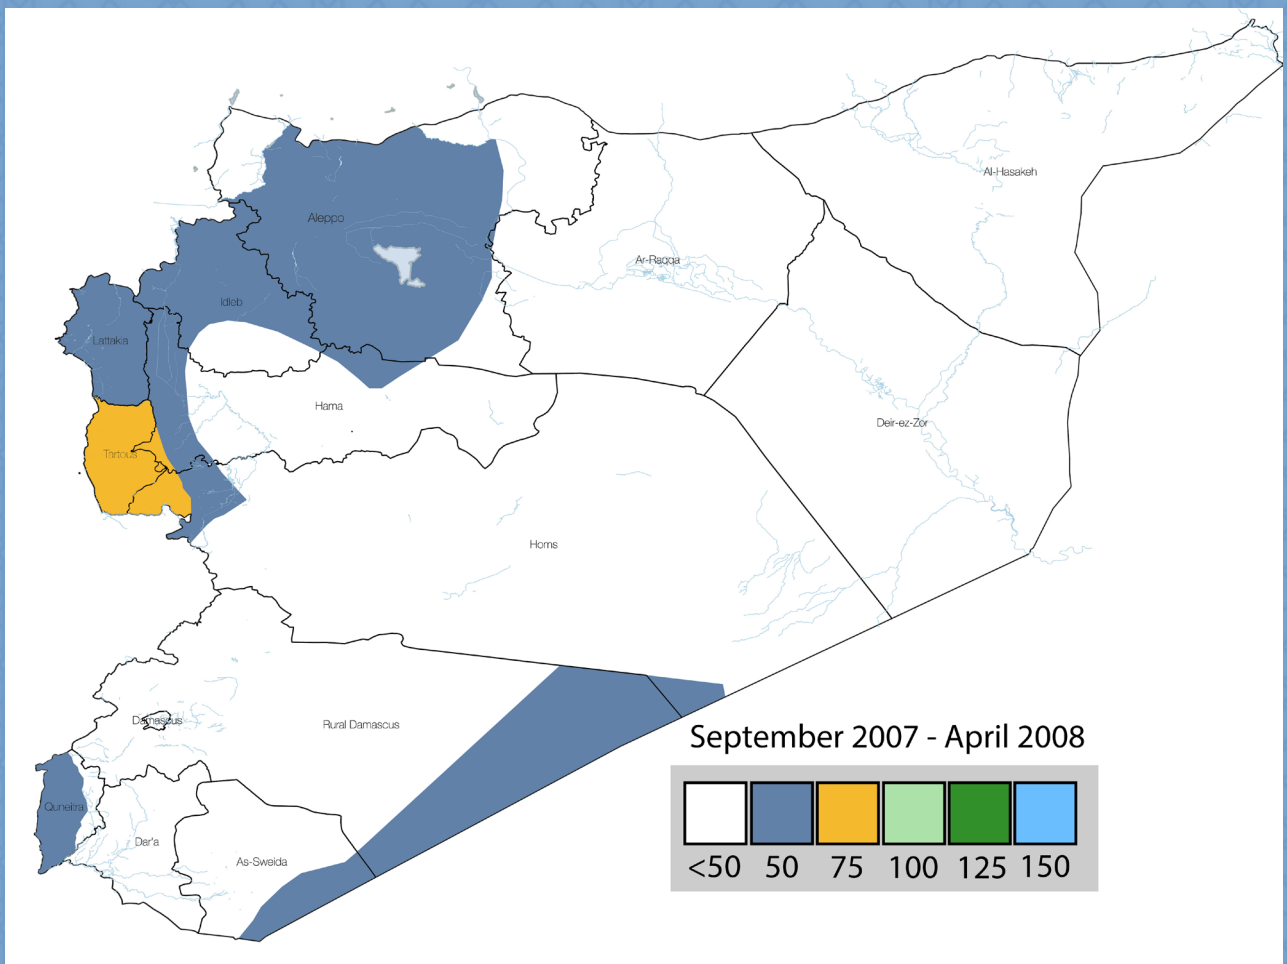 Al-Hasakeh
Aleppo
Ar-Raqqa
Idleb
Lattakia
Hama
Deir-ez-Zor
Tartous
Homs
Damascus
Rural Damascus
Quneitra
Dar'a
As-Sweida
September 2007 - April 2008
<50 50 75 100 125 150